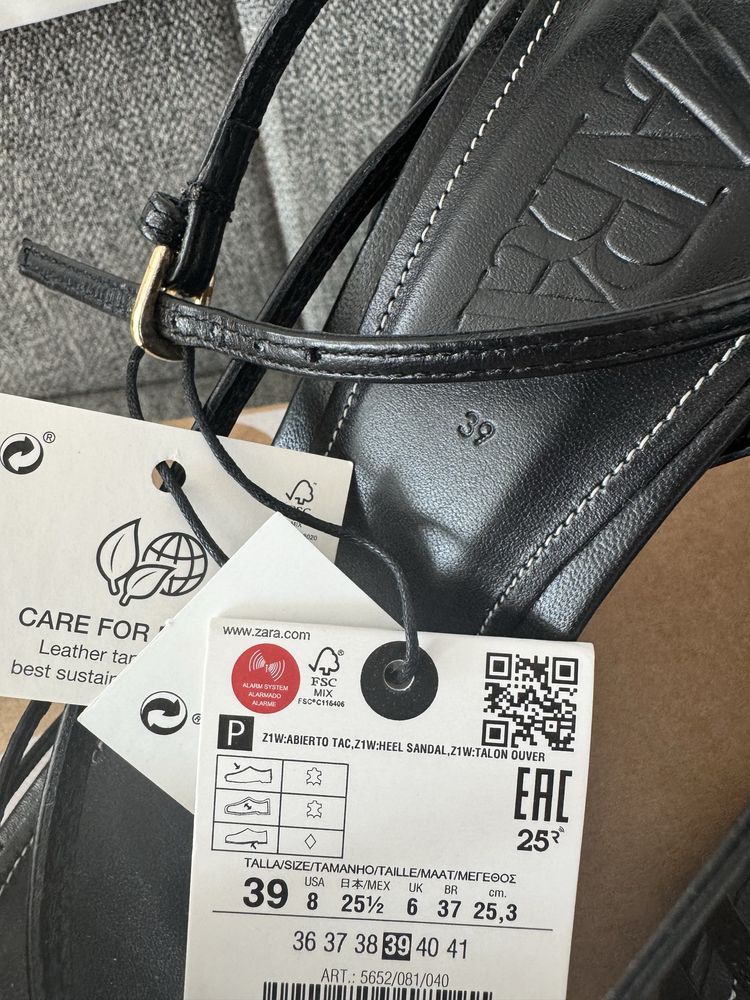 ZARA
39
®
FSC
CARE FOR
Leather tan
best sustain
www.zara.com
ALARM SYSTEM
ALARMADO
ALARME
FSC
MIX
FSC®C116406
P
Z1W:ABIERTO TAC,Z1W:HEEL SANDAL,Z1W:TALON OUVER
EAC
25R
TALLA/SIZE/TAMANHO/TAILLE/MAAT/ΜΕΓΕΘΟΣ
39 USA 8 日本/MEX 25½ UK 6 BR 37 cm. 25,3
36 37 38 39 40 41
ART.: 5652/081/040